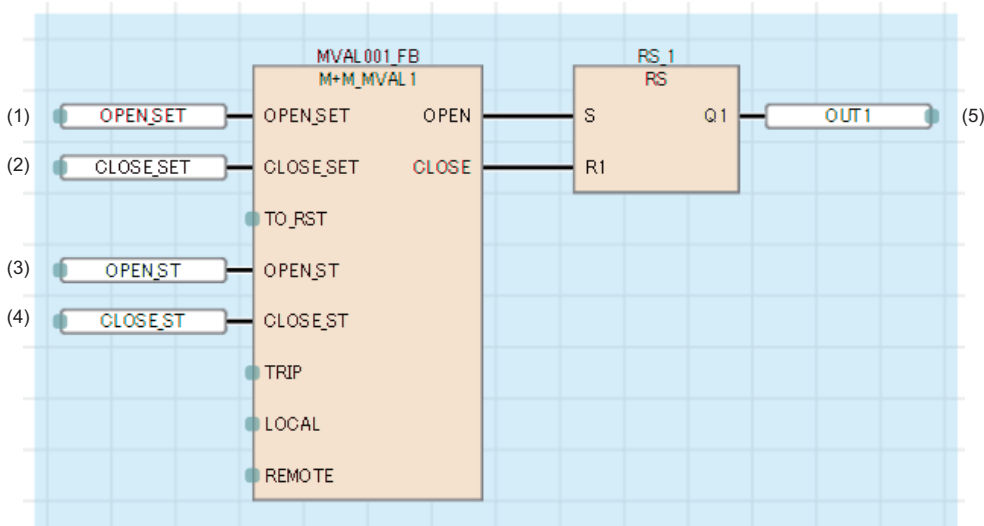 MVAL001_FB RS_1
M+M_MVAL1 RS
(1) OPEN_SET OPEN_SET OPEN S Q1 OUT1 (5)
(2) CLOSE_SET CLOSE_SET CLOSE R1
TO_RST
(3) OPEN_ST OPEN_ST
(4) CLOSE_ST CLOSE_ST
TRIP
LOCAL
REMOTE